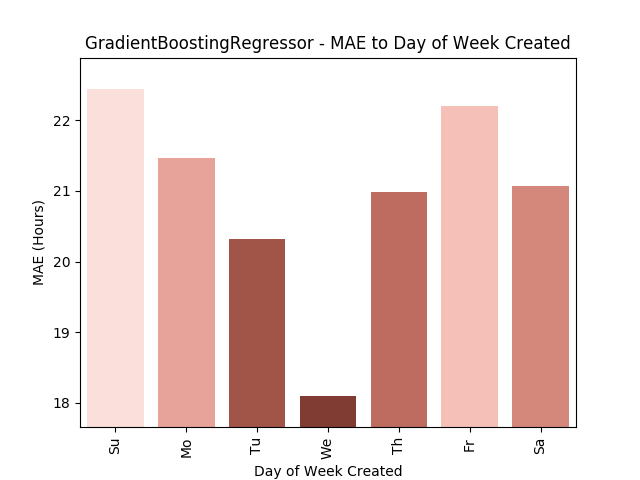 GradientBoostingRegressor - MAE to Day of Week Created
MAE (Hours)
22
21
20
19
18
Su
Mo
Tu
We
Th
Fr
Sa
Day of Week Created